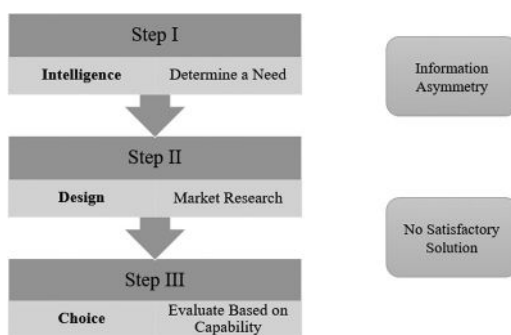 Step I
Intelligence Determine a Need
Step II
Design Market Research
Step III
Choice Evaluate Based on
Capability
Information
Asymmetry
No Satisfactory
Solution